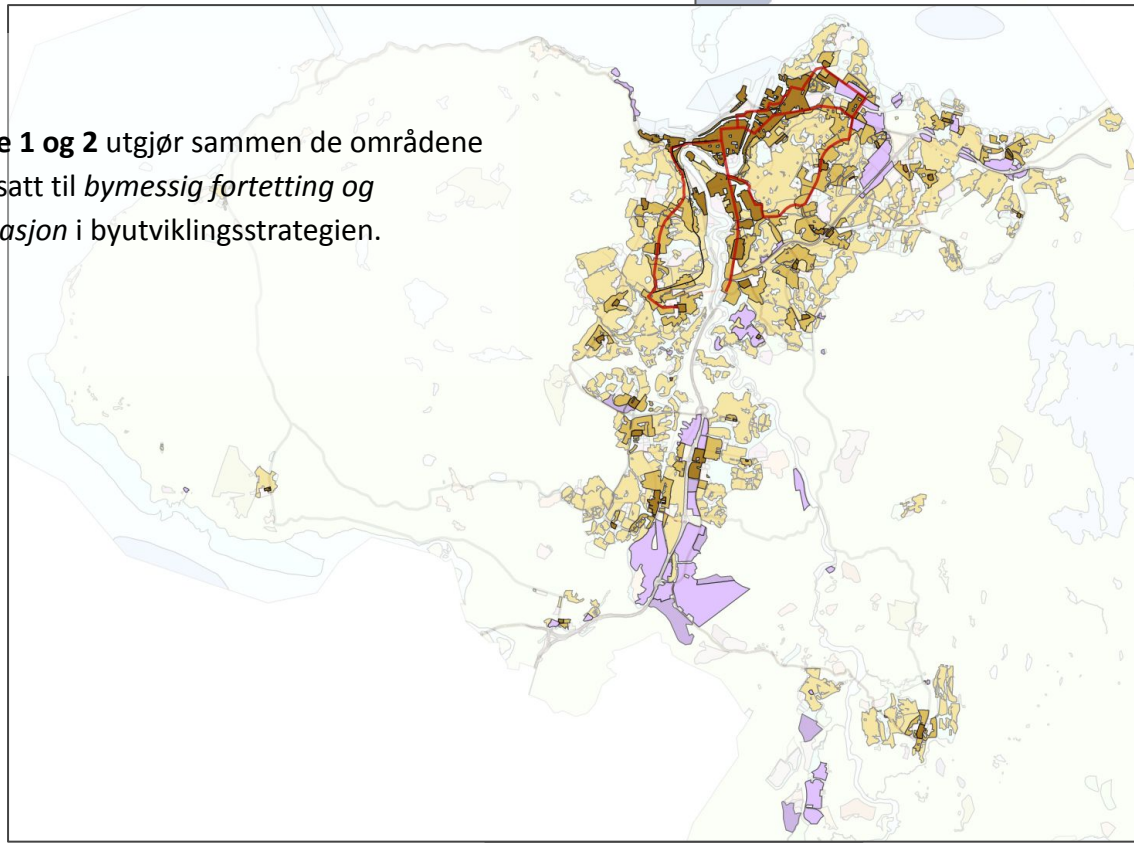 e 1 og 2 utgjør sammen de områdene
satt til bymessig fortetting og
asjon i byutviklingsstrategien.